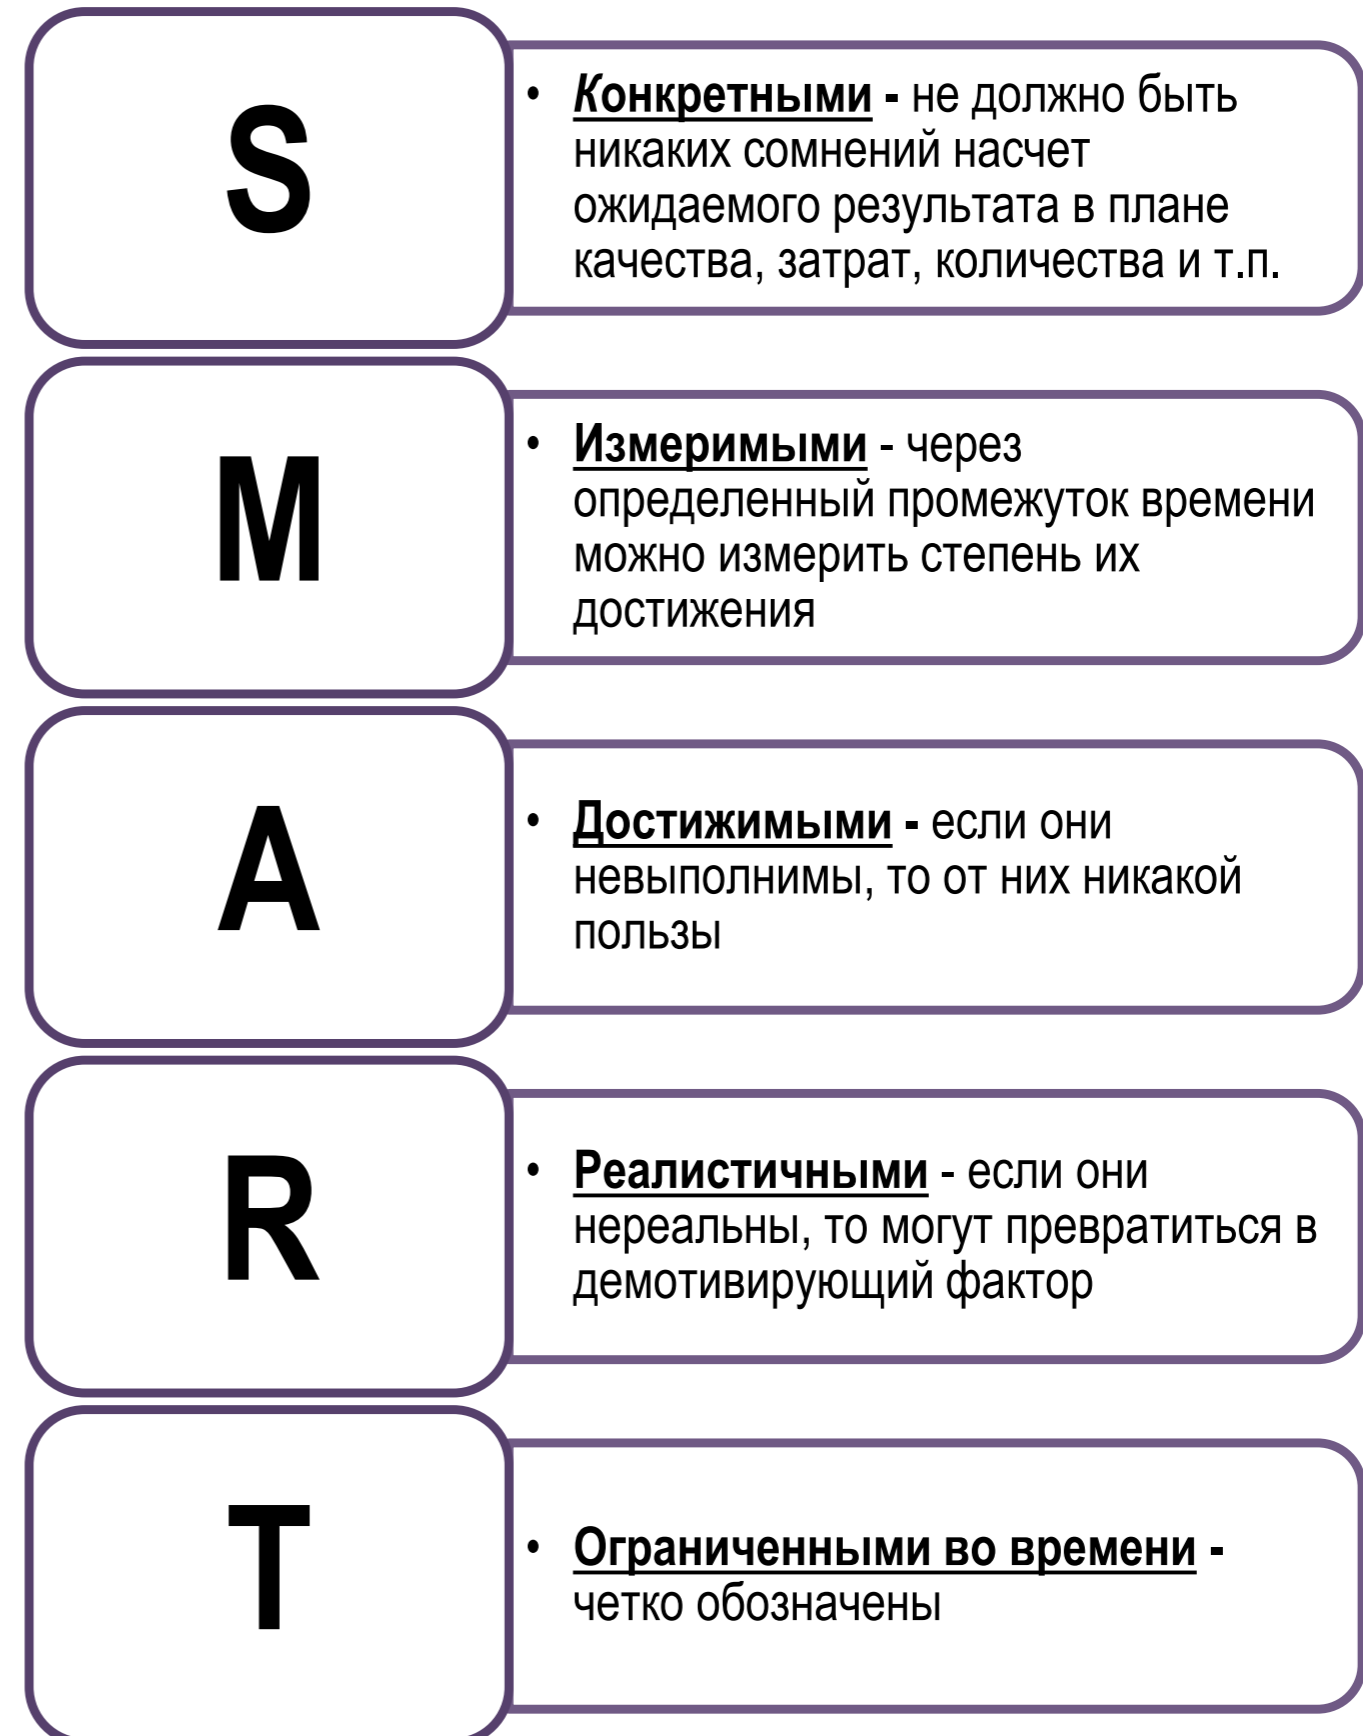 S
• Конкретными - не должно быть
никаких сомнений насчет
ожидаемого результата в плане
качества, затрат, количества и т.п.
M
• Измеримыми - через
определенный промежуток времени
можно измерить степень их
достижения
A
• Достижимыми - если они
невыполнимы, то от них никакой
пользы
R
• Реалистичными - если они
нереальны, то могут превратиться в
демотивирующий фактор
T
• Ограниченными во времени -
четко обозначены